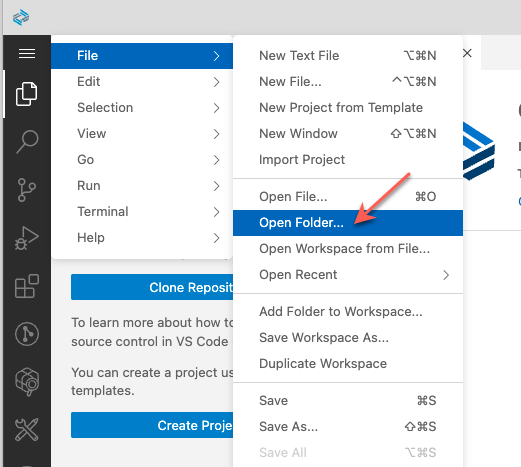 File
Edit
Selection
View
Go
Run
Terminal
Help
New Text File ⌥⌘N
New File... ^⌥⌘N
New Project from Template
New Window ⇧⌥⌘N
Import Project
Open File... ⌘O
Open Folder...
Open Workspace from File...
Open Recent
Add Folder to Workspace...
Save Workspace As...
Duplicate Workspace
Save ⌘S
Save As... ⇧⌘S
Save All ⌥⌘S
Clone Reposit
To learn more about how to
source control in VS Code
You can create a project us
templates.
Create Proje